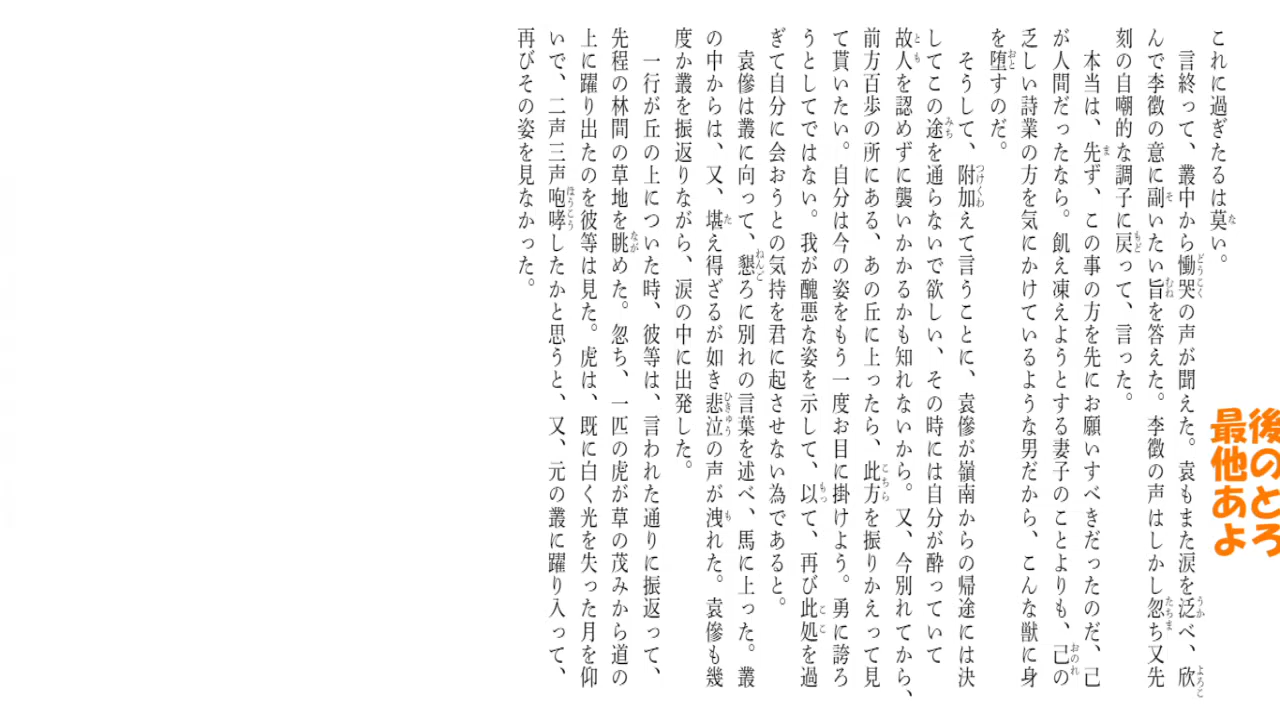 これに過ぎたるは莫い。
言終って、叢中から慟哭の声が聞えた。袁もまた涙を泛べ、欣
んで李徴の意に副いたい旨を答えた。李徴の声はしかし忽ち又先
刻の自嘲的な調子に戻って、言った。
本当は、先ず、この事の方を先にお願いすべきだったのだ、己
が人間だったなら。飢え凍えようとする妻子のことよりも、己の
乏しい詩業の方を気にかけているような男だから、こんな獣に身
を堕すのだ。
そうして、附加えて言うことに、袁傪が嶺南からの帰途には決
してこの途を通らないで欲しい、その時には自分が酔っていて
故人を認めずに襲いかかるかも知れないから。又、今別れてから、
前方百歩の所にある、あの丘に上ったら、此方を振りかえって見
て貰いたい。自分は今の姿をもう一度お目に掛けよう。勇に誇ろ
うとしてではない。我が醜悪な姿を示して、以て、再び此処を過
ぎて自分に会おうとの気持を君に起させない為であると。
袁傪は叢に向って、懇ろに別れの言葉を述べ、馬に上った。叢
の中からは、又、堪え得ざるが如き悲泣の声が洩れた。袁傪も幾
度か叢を振返りながら、涙の中に出発した。
一行が丘の上についた時、彼等は、言われた通りに振返って、
先程の林間の草地を眺めた。忽ち、一匹の虎が草の茂みから道の
上に躍り出たのを彼等は見た。虎は、既に白く光を失った月を仰
いで、二声三声咆哮したかと思うと、又、元の叢に躍り入って、
再びその姿を見なかった。
後のとろ
最他あよ